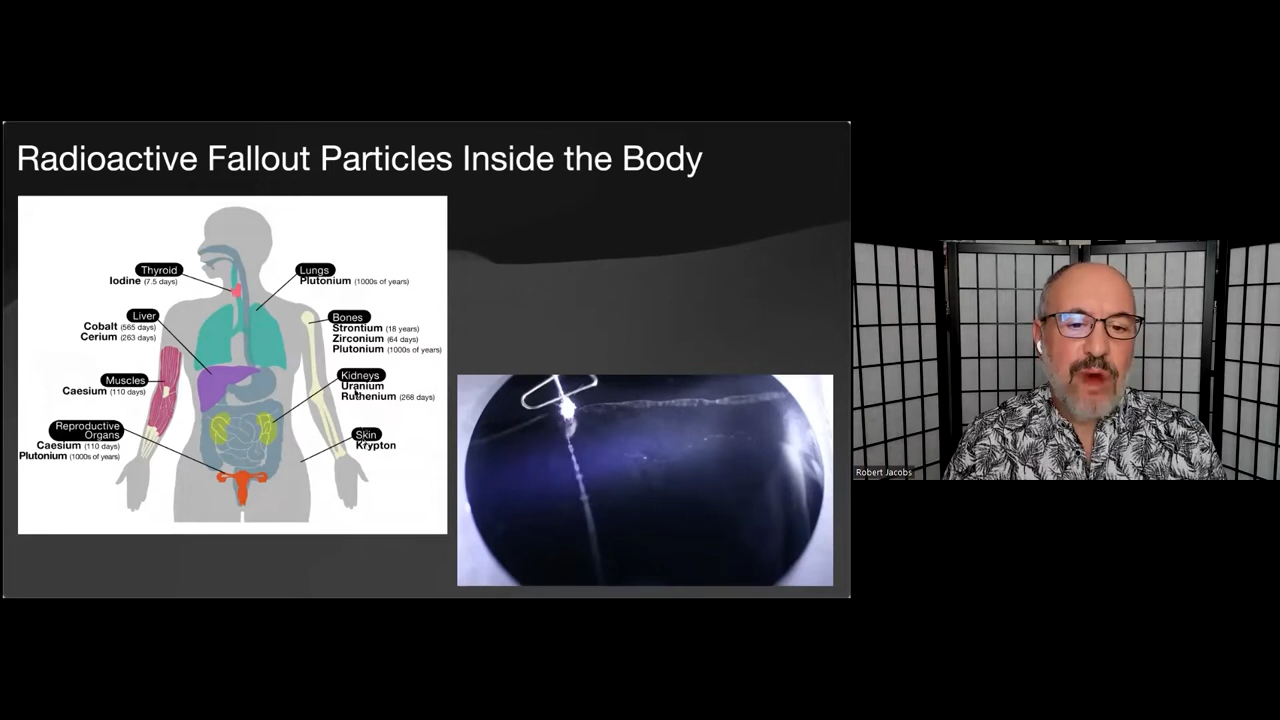 Radioactive Fallout Particles Inside the Body
Thyroid
Iodine (7.5 days)
Lungs
Plutonium (1000s of years)
Liver
Cobalt (565 days)
Cerium (263 days)
Bones
Strontium (18 years)
Zirconium (64 days)
Plutonium (1000s of years)
Muscles
Caesium (110 days)
Kidneys
Uranium
Ruthenium (268 days)
Reproductive
Organs
Caesium (110 days)
Plutonium (1000s of years)
Skin
Krypton
Robert Jacobs